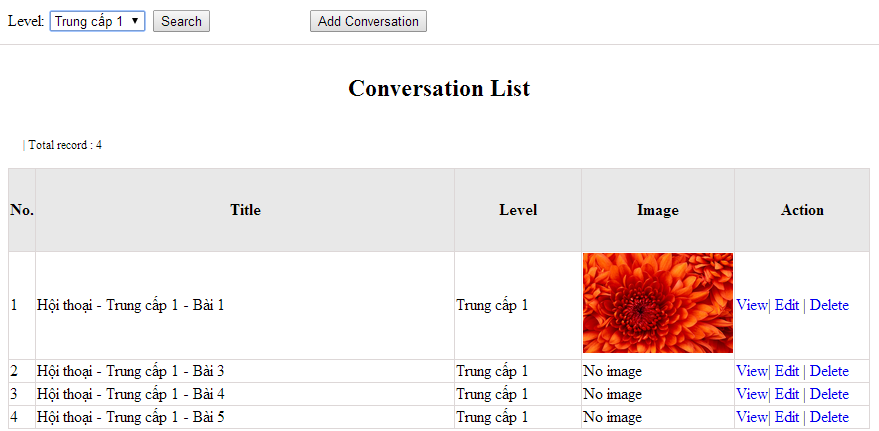 Level: Trung cấp 1 Search Add Conversation
Conversation List
| Total record : 4
No. Title Level Image Action
1 Hội thoại - Trung cấp 1 - Bài 1 Trung cấp 1 View| Edit | Delete
2 Hội thoại - Trung cấp 1 - Bài 3 Trung cấp 1 No image View| Edit | Delete
3 Hội thoại - Trung cấp 1 - Bài 4 Trung cấp 1 No image View| Edit | Delete
4 Hội thoại - Trung cấp 1 - Bài 5 Trung cấp 1 No image View| Edit | Delete